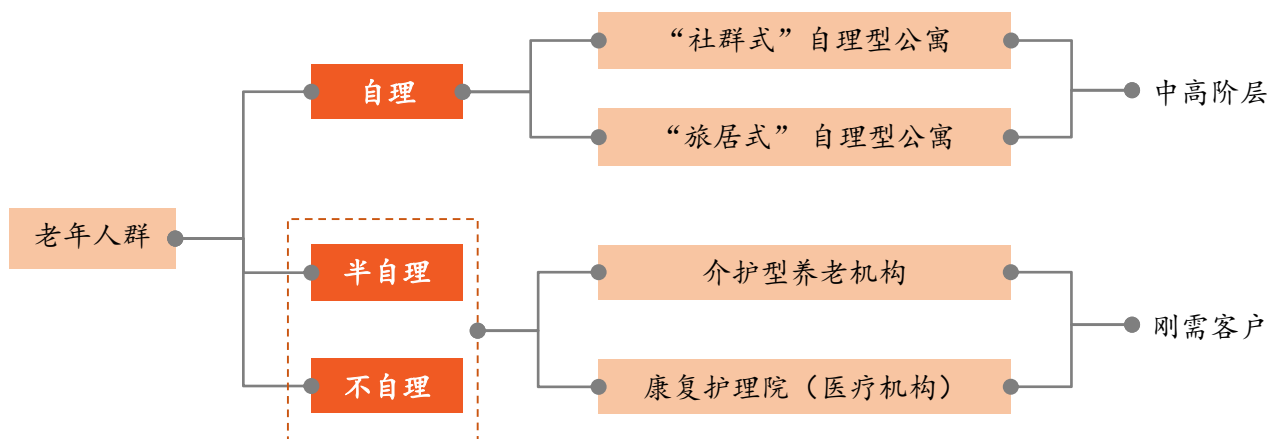 “社群式”自理型公寓
自理
中高阶层
“旅居式”自理型公寓
老年人群
半自理
介护型养老机构
刚需客户
不自理
康复护理院（医疗机构）